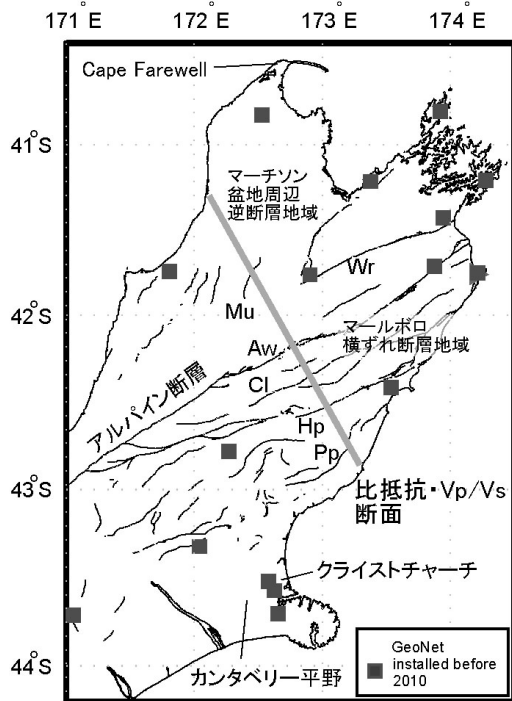 171°E 172°E 173°E 174°E
Cape Farewell
41°S
マーチソン
盆地周辺
逆断層地域
Wr
Mu
42°S
マールボロ
横ずれ断層地域
Aw
Cl
アルパイン断層
Hp
Pp
43°S
比抵抗・Vp/Vs
断面
クライストチャーチ
カンタベリー平野
44°S
GeoNet
installed before
2010